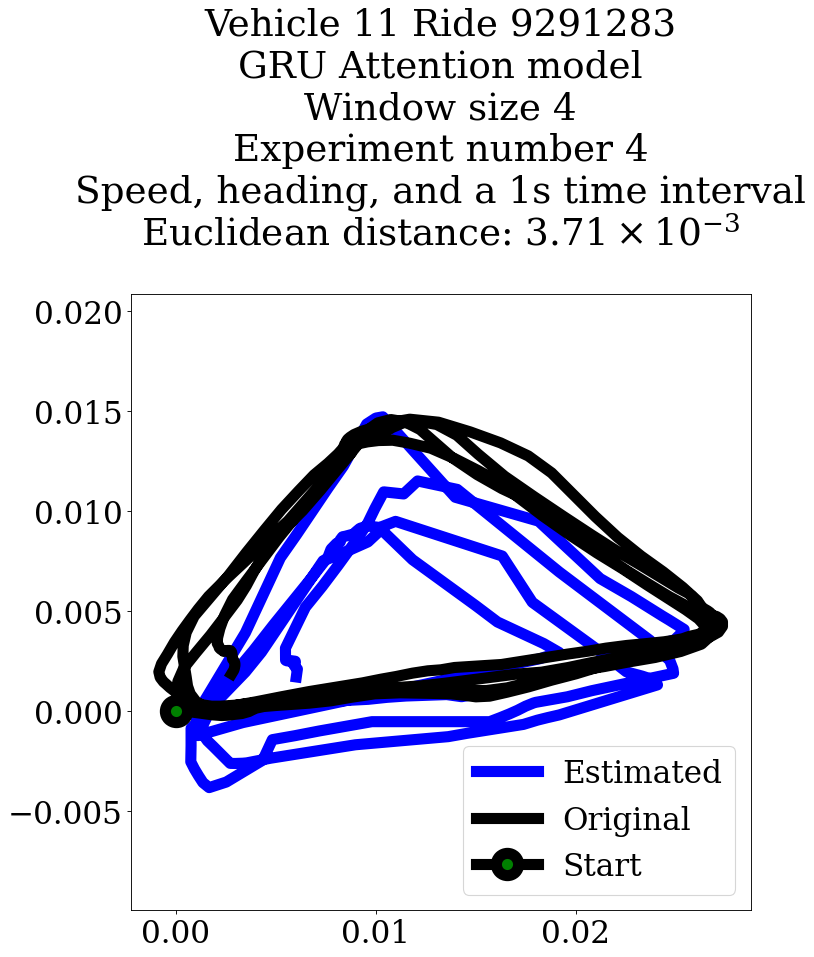 Vehicle 11 Ride 9291283
GRU Attention model
Window size 4
Experiment number 4
Speed, heading, and a 1s time interval
Euclidean distance: 3.71 × 10⁻³
0.020
0.015
0.010
0.005
0.000
−0.005
0.00 0.01 0.02
Estimated
Original
Start